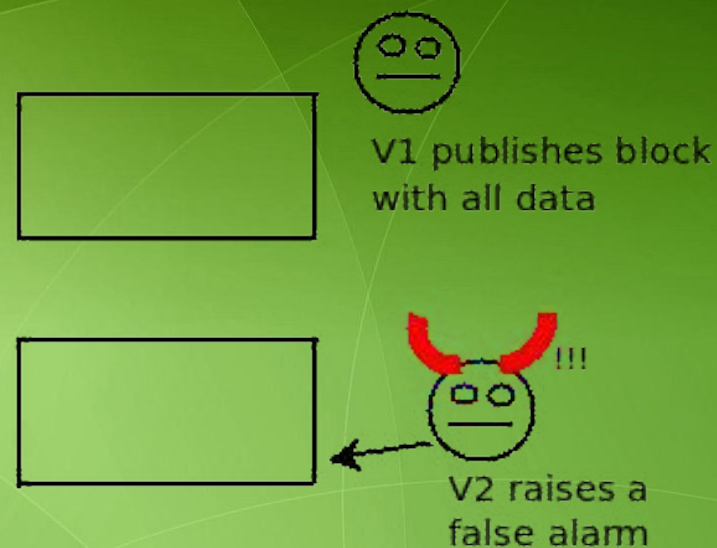 V1 publishes block
with all data
!!!
V2 raises a
false alarm